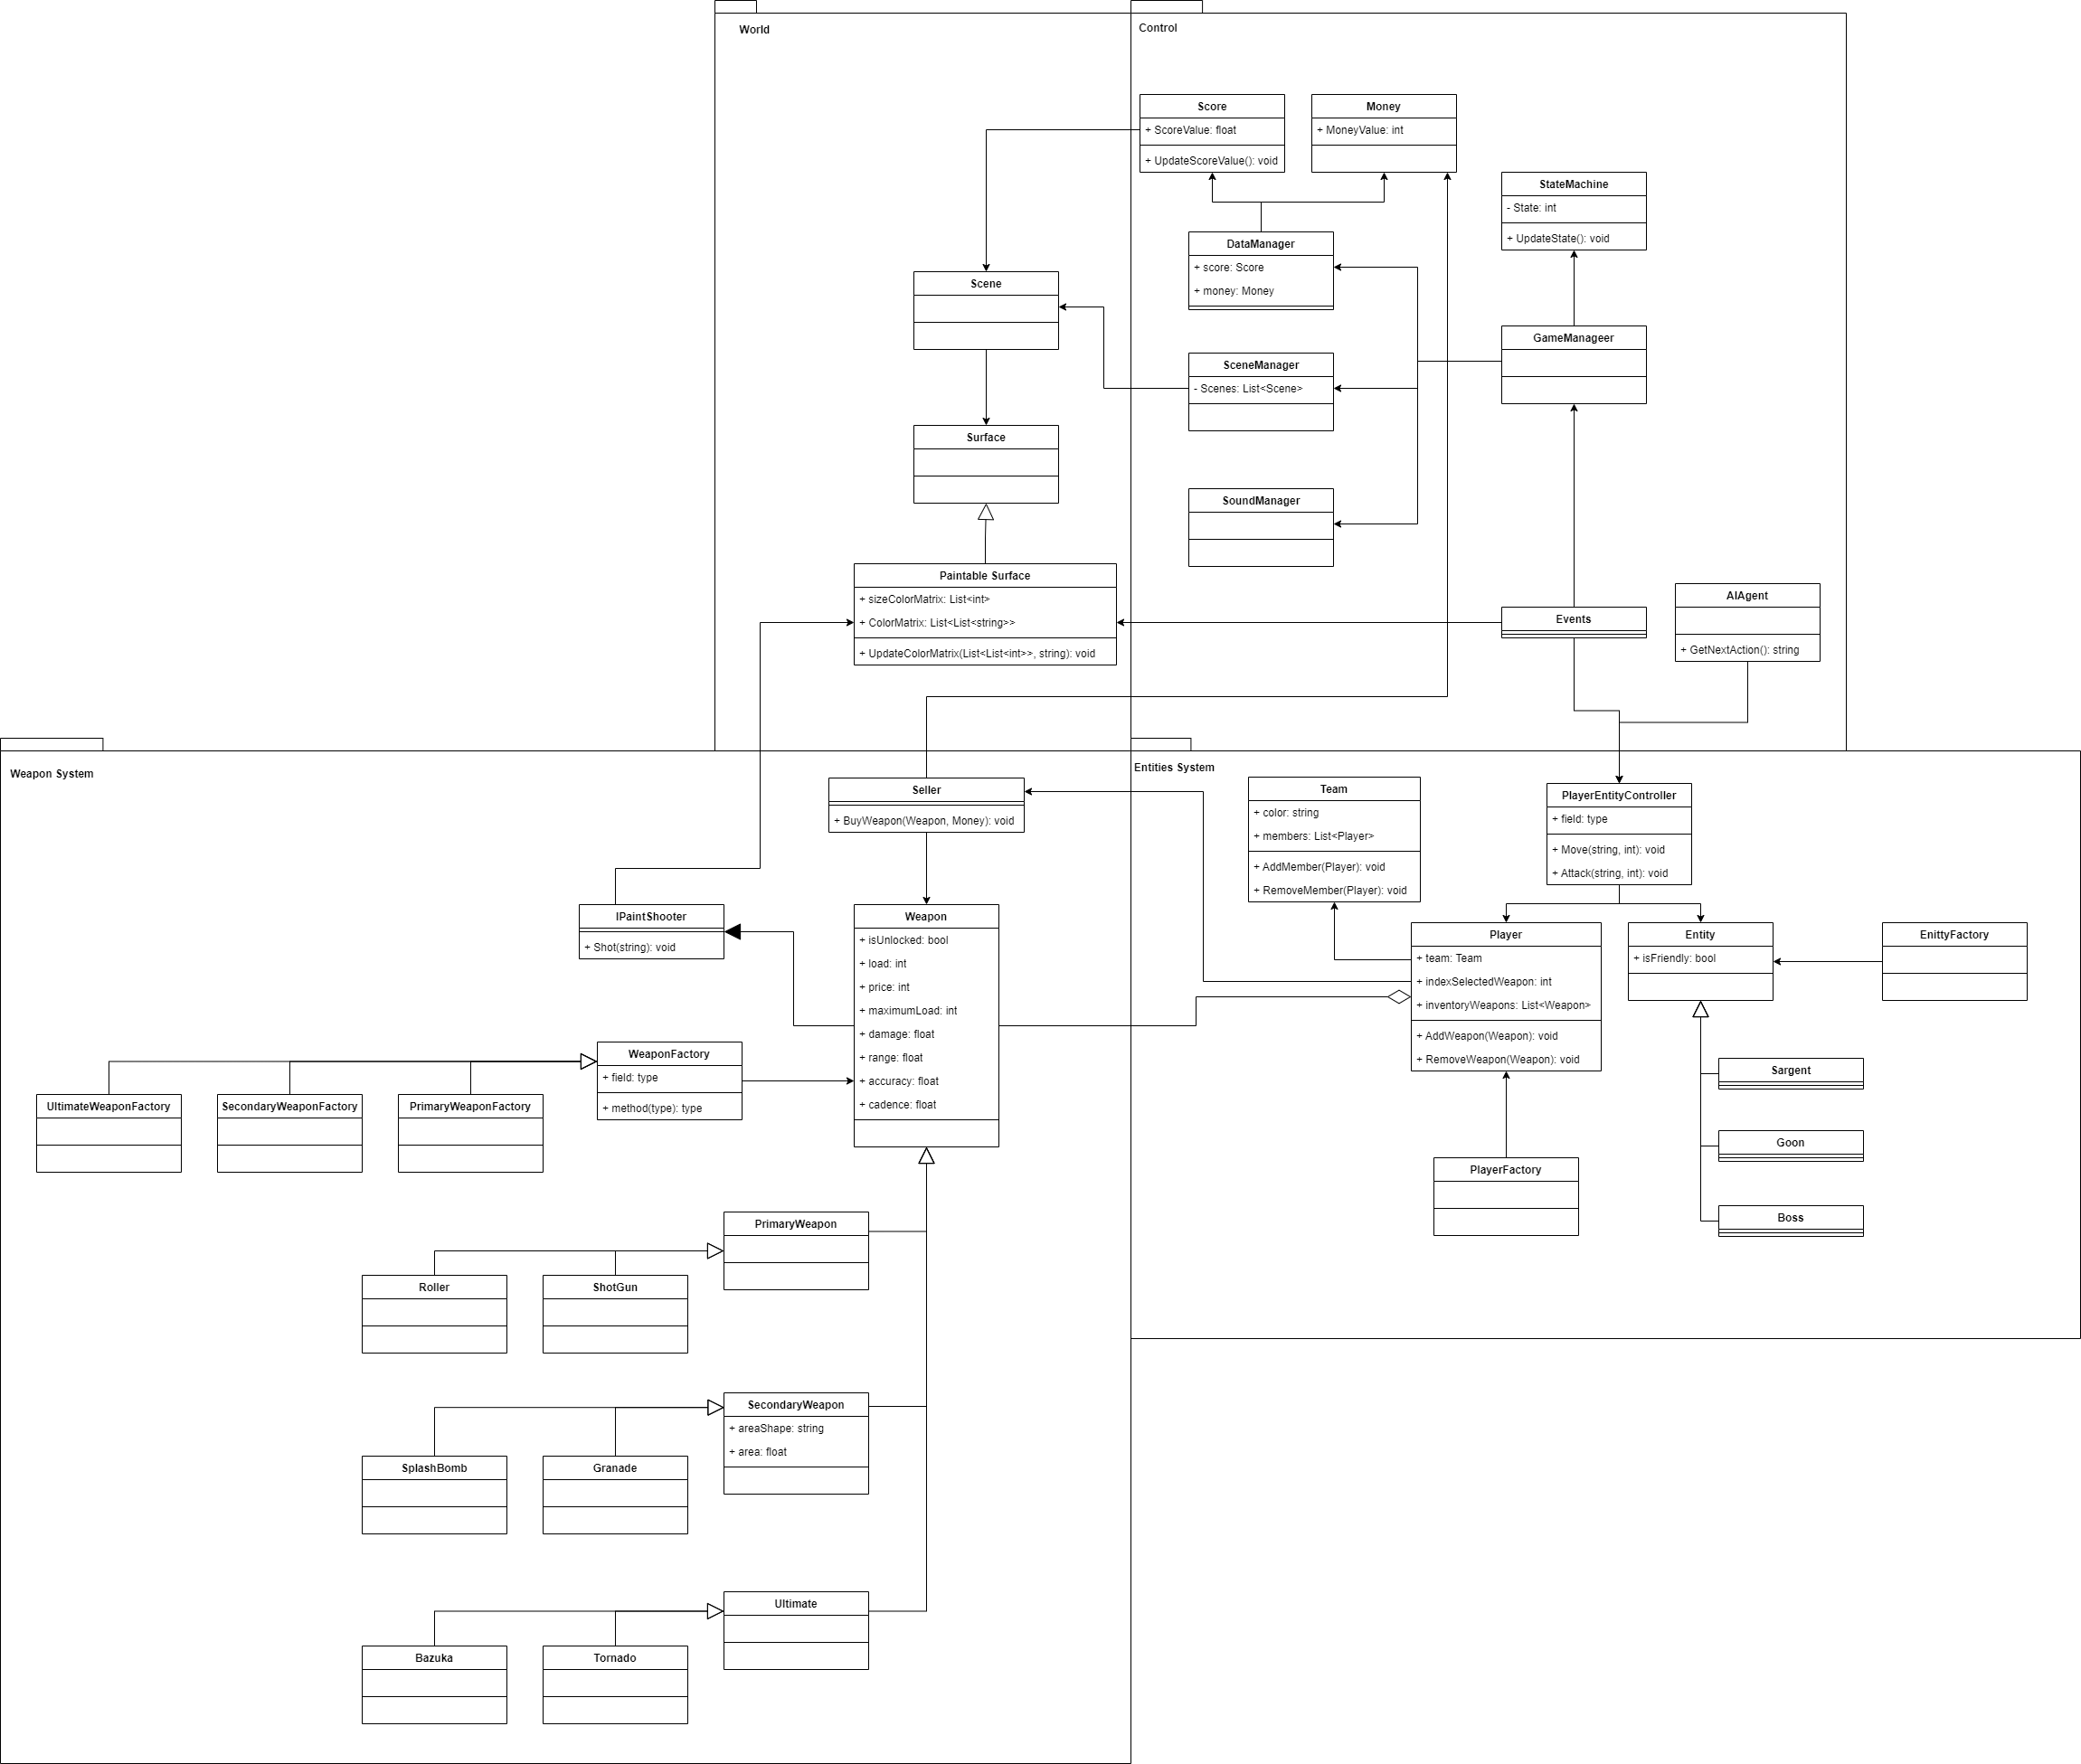 World
Control
Score
+ ScoreValue: float
+ UpdateScoreValue(): void
Money
+ MoneyValue: int
StateMachine
- State: int
+ UpdateState(): void
DataManager
+ score: Score
+ money: Money
Scene
GameManageer
SceneManager
- Scenes: List<Scene>
Surface
SoundManager
Paintable Surface
+ sizeColorMatrix: List<int>
+ ColorMatrix: List<List<string>>
+ UpdateColorMatrix(List<List<int>>, string): void
Events
AIAgent
+ GetNextAction(): string
Weapon System
Seller
+ BuyWeapon(Weapon, Money): void
IPaintShooter
+ Shot(string): void
Weapon
+ isUnlocked: bool
+ load: int
+ price: int
+ maximumLoad: int
+ damage: float
+ range: float
+ accuracy: float
+ cadence: float
WeaponFactory
+ field: type
+ method(type): type
UltimateWeaponFactory
SecondaryWeaponFactory
PrimaryWeaponFactory
PrimaryWeapon
Roller
ShotGun
SecondaryWeapon
+ areaShape: string
+ area: float
SplashBomb
Granade
Ultimate
Bazuka
Tornado
Entities System
Team
+ color: string
+ members: List<Player>
+ AddMember(Player): void
+ RemoveMember(Player): void
PlayerEntityController
+ field: type
+ Move(string, int): void
+ Attack(string, int): void
Player
+ team: Team
+ indexSelectedWeapon: int
+ inventoryWeapons: List<Weapon>
+ AddWeapon(Weapon): void
+ RemoveWeapon(Weapon): void
Entity
+ isFriendly: bool
EnittyFactory
Sargent
Goon
Boss
PlayerFactory